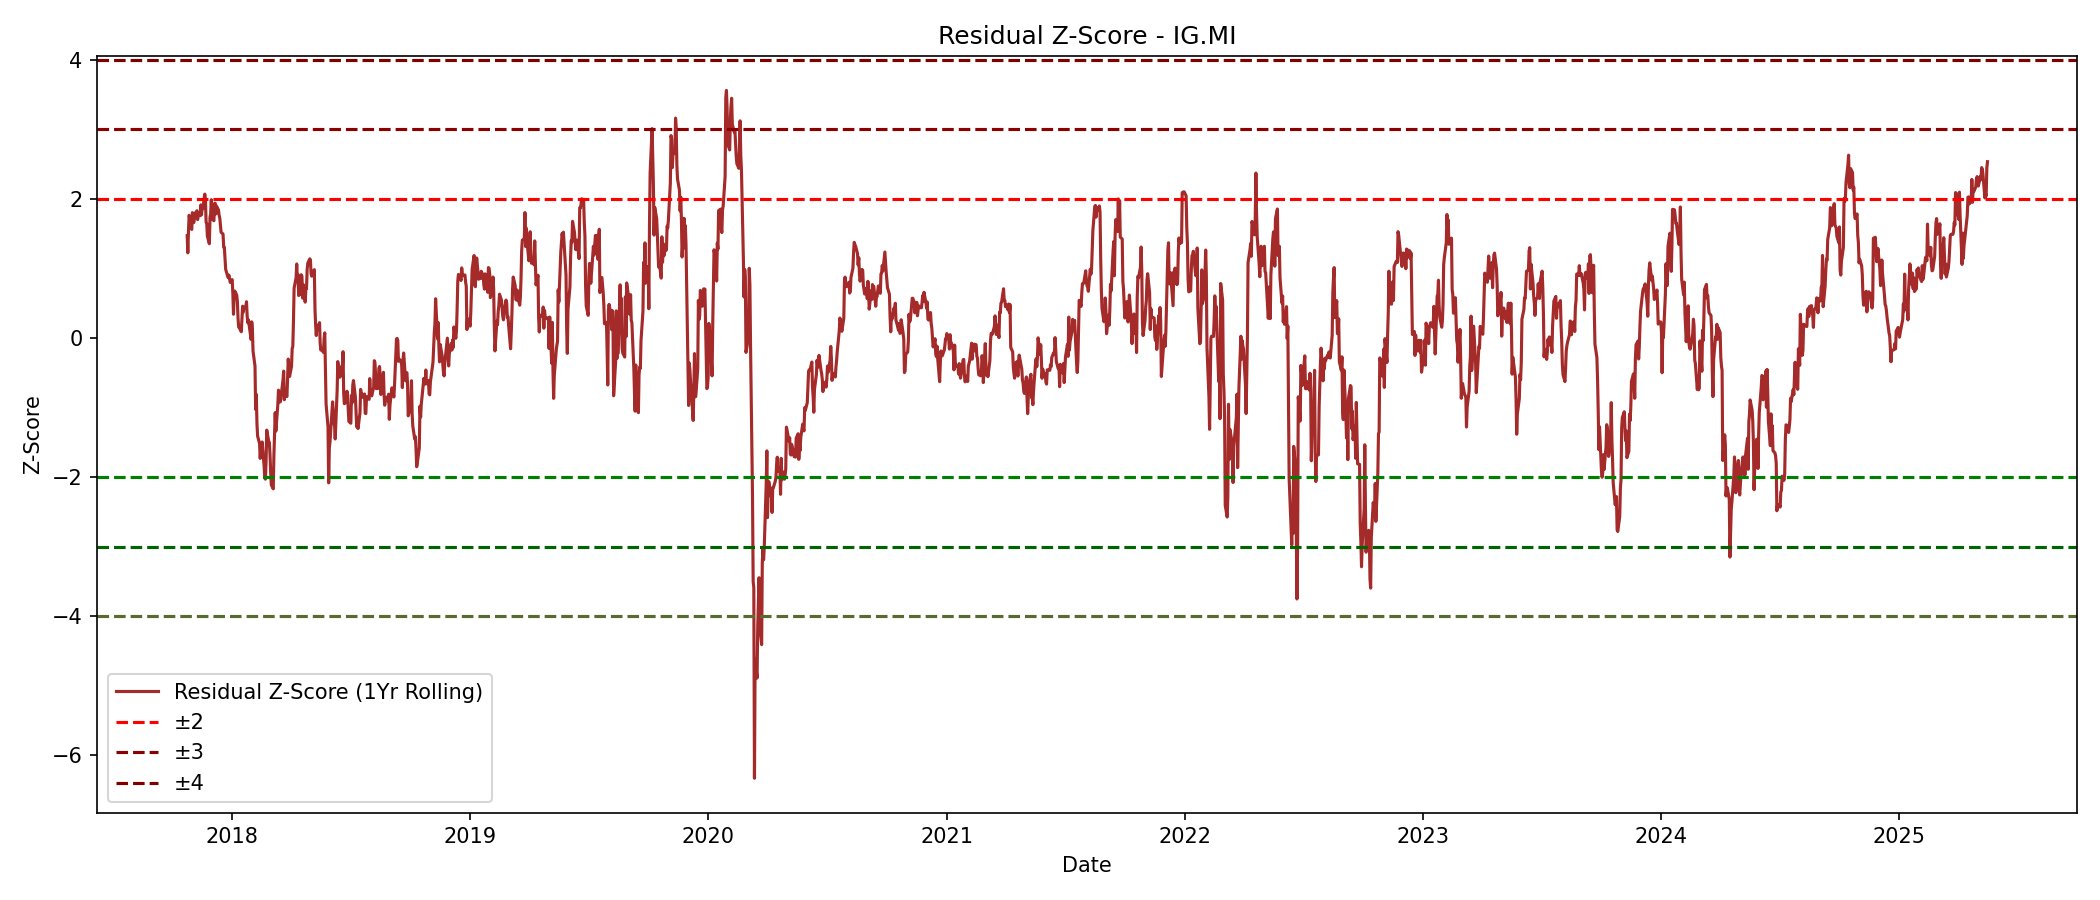 Residual Z-Score - IG.MI
Z-Score
4
2
0
−2
−4
−6
Residual Z-Score (1Yr Rolling)
±2
±3
±4
2018 2019 2020 2021 2022 2023 2024 2025
Date